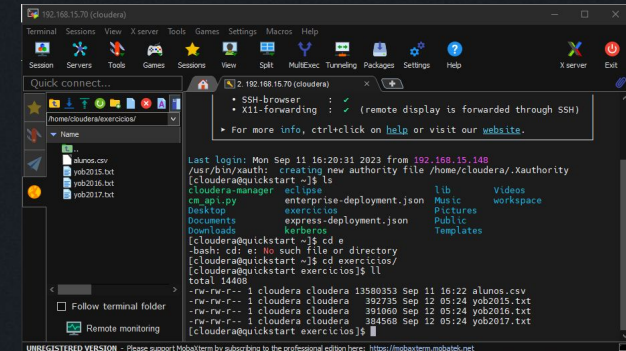 192.168.15.70 (cloudera)
Terminal Sessions View X server Tools Games Settings Macros Help
Session Servers Tools Games Sessions View Split MultiExec Tunneling Packages Settings Help X server Exit
Quick connect...
2. 192.168.15.70 (cloudera)
/home/cloudera/exercicios/
Name
..
alunos.csv
yob2015.txt
yob2016.txt
yob2017.txt
Follow terminal folder
Remote monitoring
• SSH-browser : ✔
• X11-forwarding : ✔ (remote display is forwarded through SSH)
► For more info, ctrl+click on help or visit our website.
Last login: Mon Sep 11 16:20:31 2023 from 192.168.15.148
/usr/bin/xauth: creating new authority file /home/cloudera/.Xauthority
[cloudera@quickstart ~]$ ls
cloudera-manager eclipse lib Videos
cm_api.py enterprise-deployment.json Music workspace
Desktop exercicios Pictures
Documents express-deployment.json Public
Downloads kerberos Templates
[cloudera@quickstart ~]$ cd e
-bash: cd: e: No such file or directory
[cloudera@quickstart ~]$ cd exercicios/
[cloudera@quickstart exercicios]$ ll
total 14408
-rw-rw-r-- 1 cloudera cloudera 13580353 Sep 11 16:22 alunos.csv
-rw-rw-r-- 1 cloudera cloudera 392735 Sep 12 05:24 yob2015.txt
-rw-rw-r-- 1 cloudera cloudera 391060 Sep 12 05:24 yob2016.txt
-rw-rw-r-- 1 cloudera cloudera 384568 Sep 12 05:24 yob2017.txt
[cloudera@quickstart exercicios]$
UNREGISTERED VERSION - Please support MobaXterm by subscribing to the professional edition here: https://mobaxterm.mobatek.net